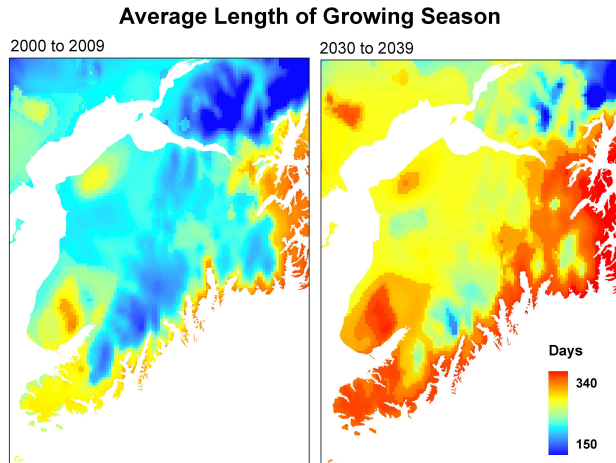 Average Length of Growing Season
2000 to 2009
2030 to 2039
Days
340
150